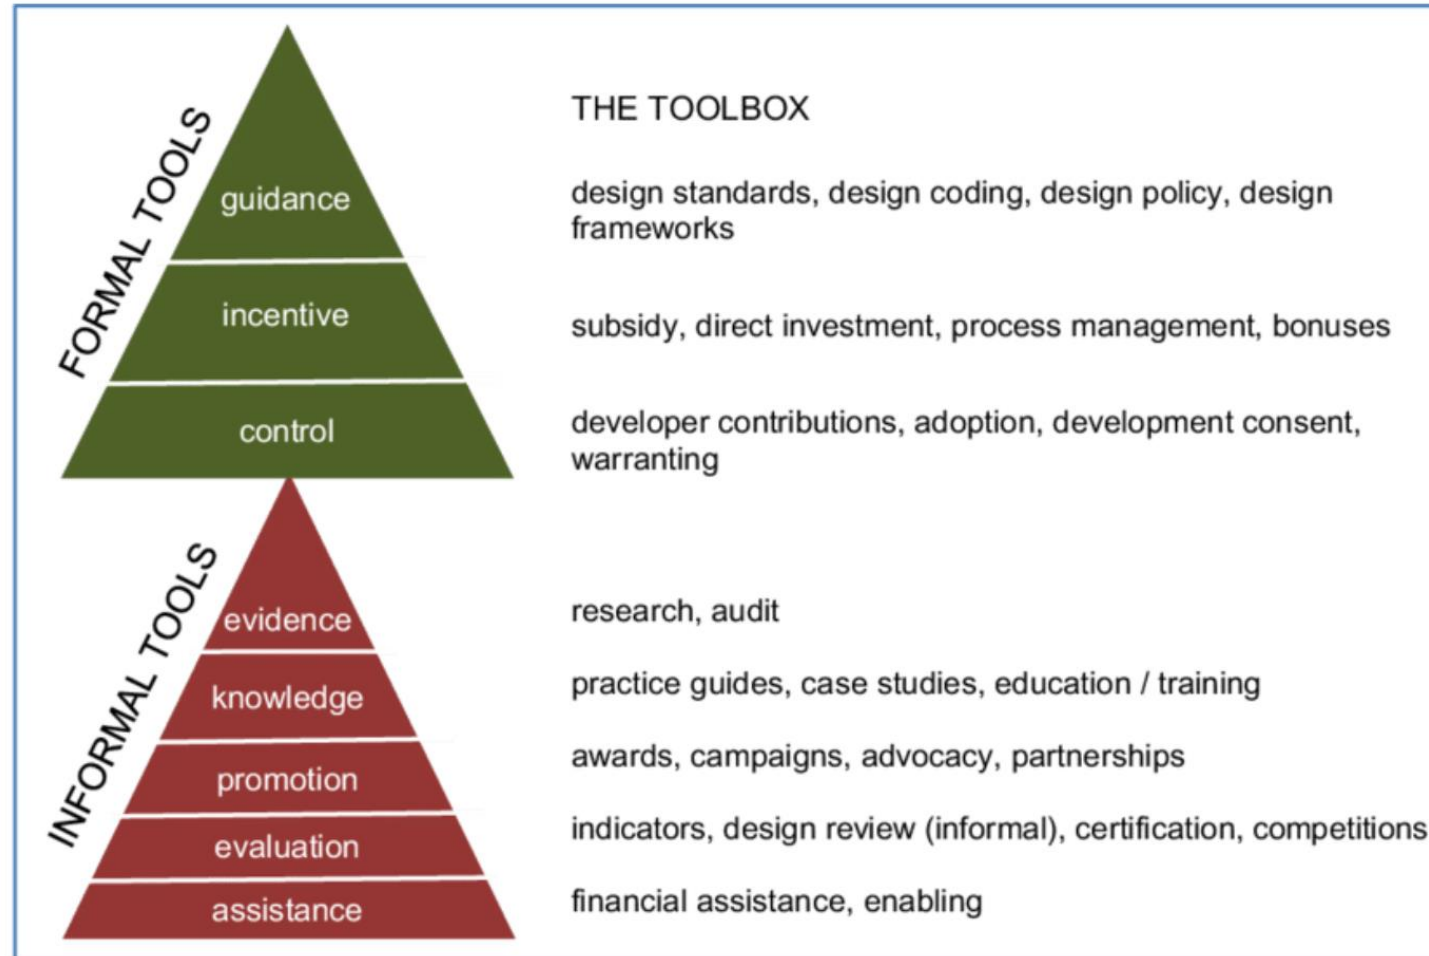 THE TOOLBOX
FORMAL TOOLS
guidance
design standards, design coding, design policy, design
frameworks
incentive
subsidy, direct investment, process management, bonuses
control
developer contributions, adoption, development consent,
warranting
INFORMAL TOOLS
evidence
research, audit
knowledge
practice guides, case studies, education / training
promotion
awards, campaigns, advocacy, partnerships
evaluation
indicators, design review (informal), certification, competitions
assistance
financial assistance, enabling